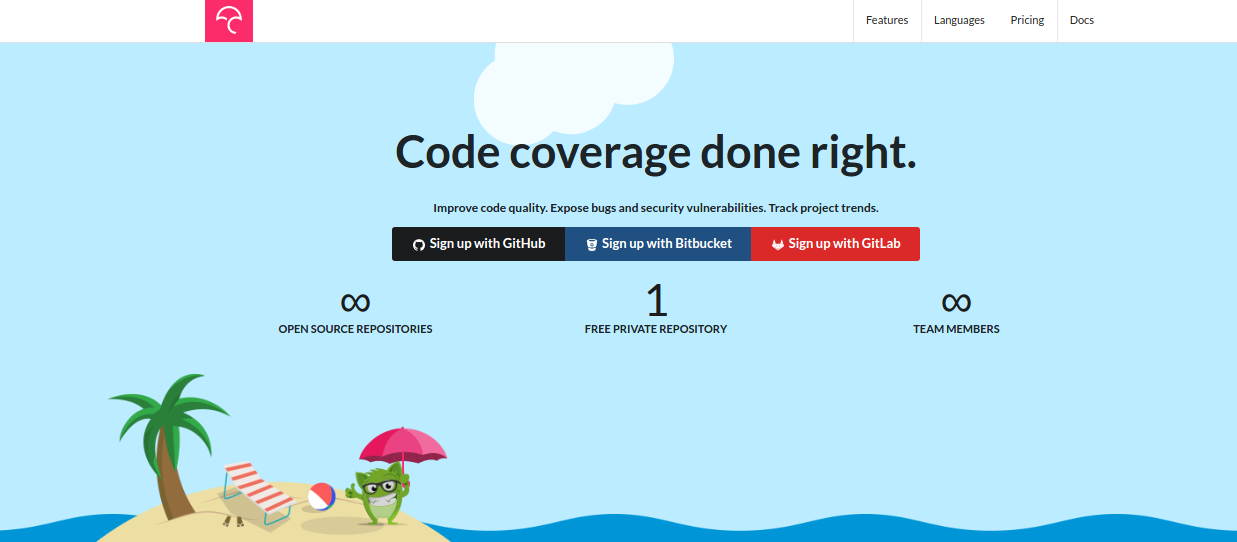 Features Languages Pricing Docs
Code coverage done right.
Improve code quality. Expose bugs and security vulnerabilities. Track project trends.
Sign up with GitHub Sign up with Bitbucket Sign up with GitLab
∞ 1 ∞
OPEN SOURCE REPOSITORIES FREE PRIVATE REPOSITORY TEAM MEMBERS